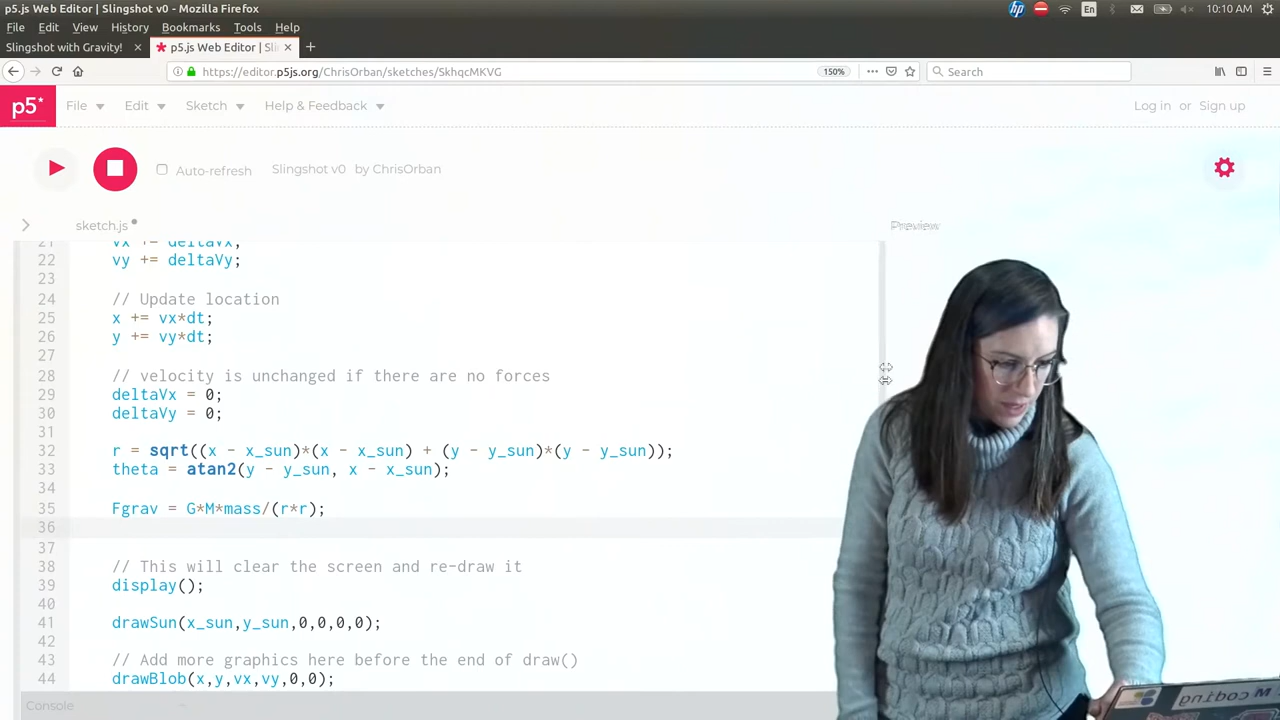 p5.js Web Editor | Slingshot v0 - Mozilla Firefox
hp En 10:10 AM
File Edit View History Bookmarks Tools Help
Slingshot with Gravity! × p5.js Web Editor | Sli × +
https://editor.p5js.org/ChrisOrban/sketches/SkhqcMKVG 150% Search
p5* File Edit Sketch Help & Feedback Log in or Sign up
Auto-refresh Slingshot v0 by ChrisOrban
sketch.js Preview
21 vx += deltaVx;
22 vy += deltaVy;
23
24 // Update location
25 x += vx*dt;
26 y += vy*dt;
27
28 // velocity is unchanged if there are no forces
29 deltaVx = 0;
30 deltaVy = 0;
31
32 r = sqrt((x - x_sun)*(x - x_sun) + (y - y_sun)*(y - y_sun));
33 theta = atan2(y - y_sun, x - x_sun);
34
35 Fgrav = G*M*mass/(r*r);
36
37
38 // This will clear the screen and re-draw it
39 display();
40
41 drawSun(x_sun,y_sun,0,0,0,0);
42
43 // Add more graphics here before the end of draw()
44 drawBlob(x,y,vx,vy,0,0);
Console
M coding